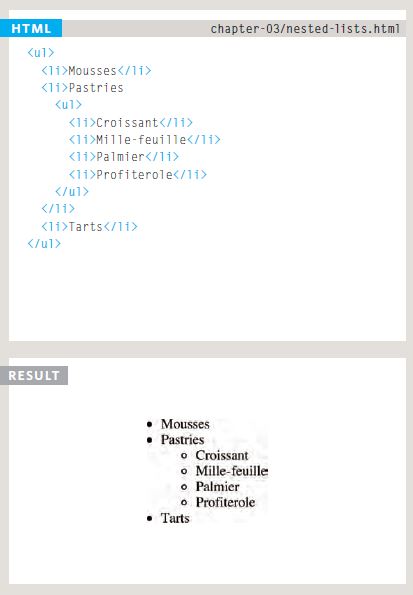 HTML chapter-03/nested-lists.html
<ul>
<li>Mousses</li>
<li>Pastries
<ul>
<li>Croissant</li>
<li>Mille-feuille</li>
<li>Palmier</li>
<li>Profiterole</li>
</ul>
</li>
<li>Tarts</li>
</ul>
RESULT
• Mousses
• Pastries
o Croissant
o Mille-feuille
o Palmier
o Profiterole
• Tarts